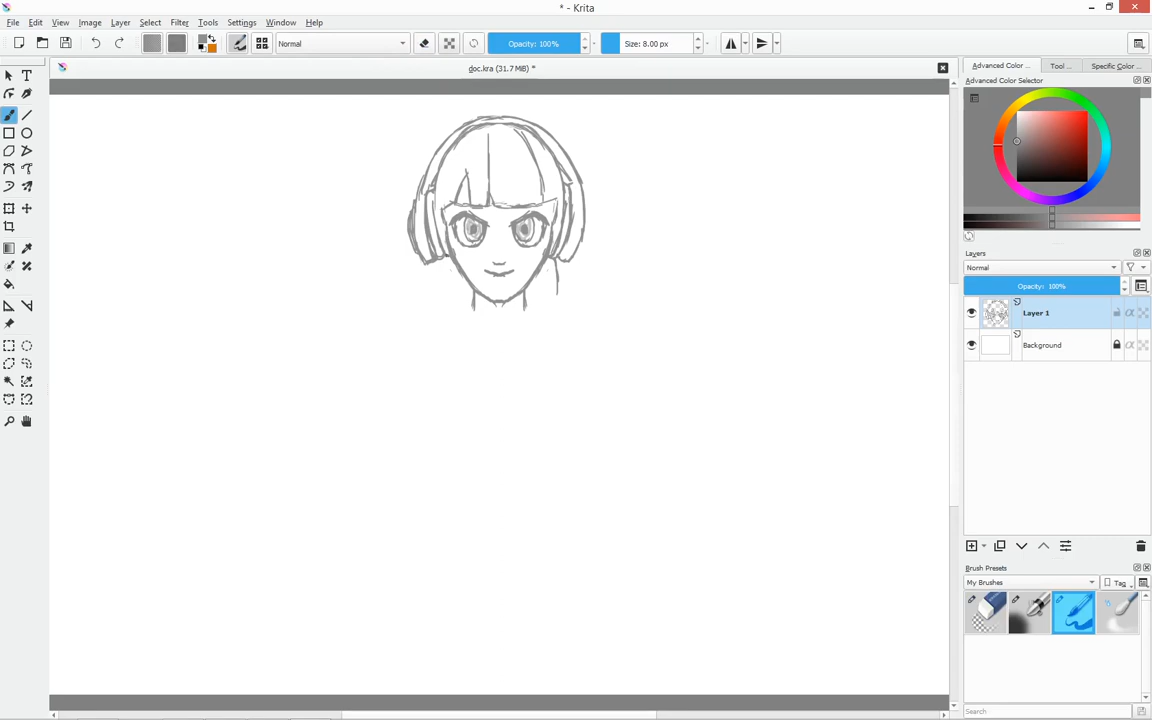 * - Krita
File Edit View Image Layer Select Filter Tools Settings Window Help
Normal
Opacity: 100%
Size: 8.00 px
doc.kra (31.7 MiB) *
Advanced Color ... Tool ... Specific Color ...
Advanced Color Selector
Layers
Normal
Opacity: 100%
Layer 1
Background
Brush Presets
My Brushes
Tag
Search